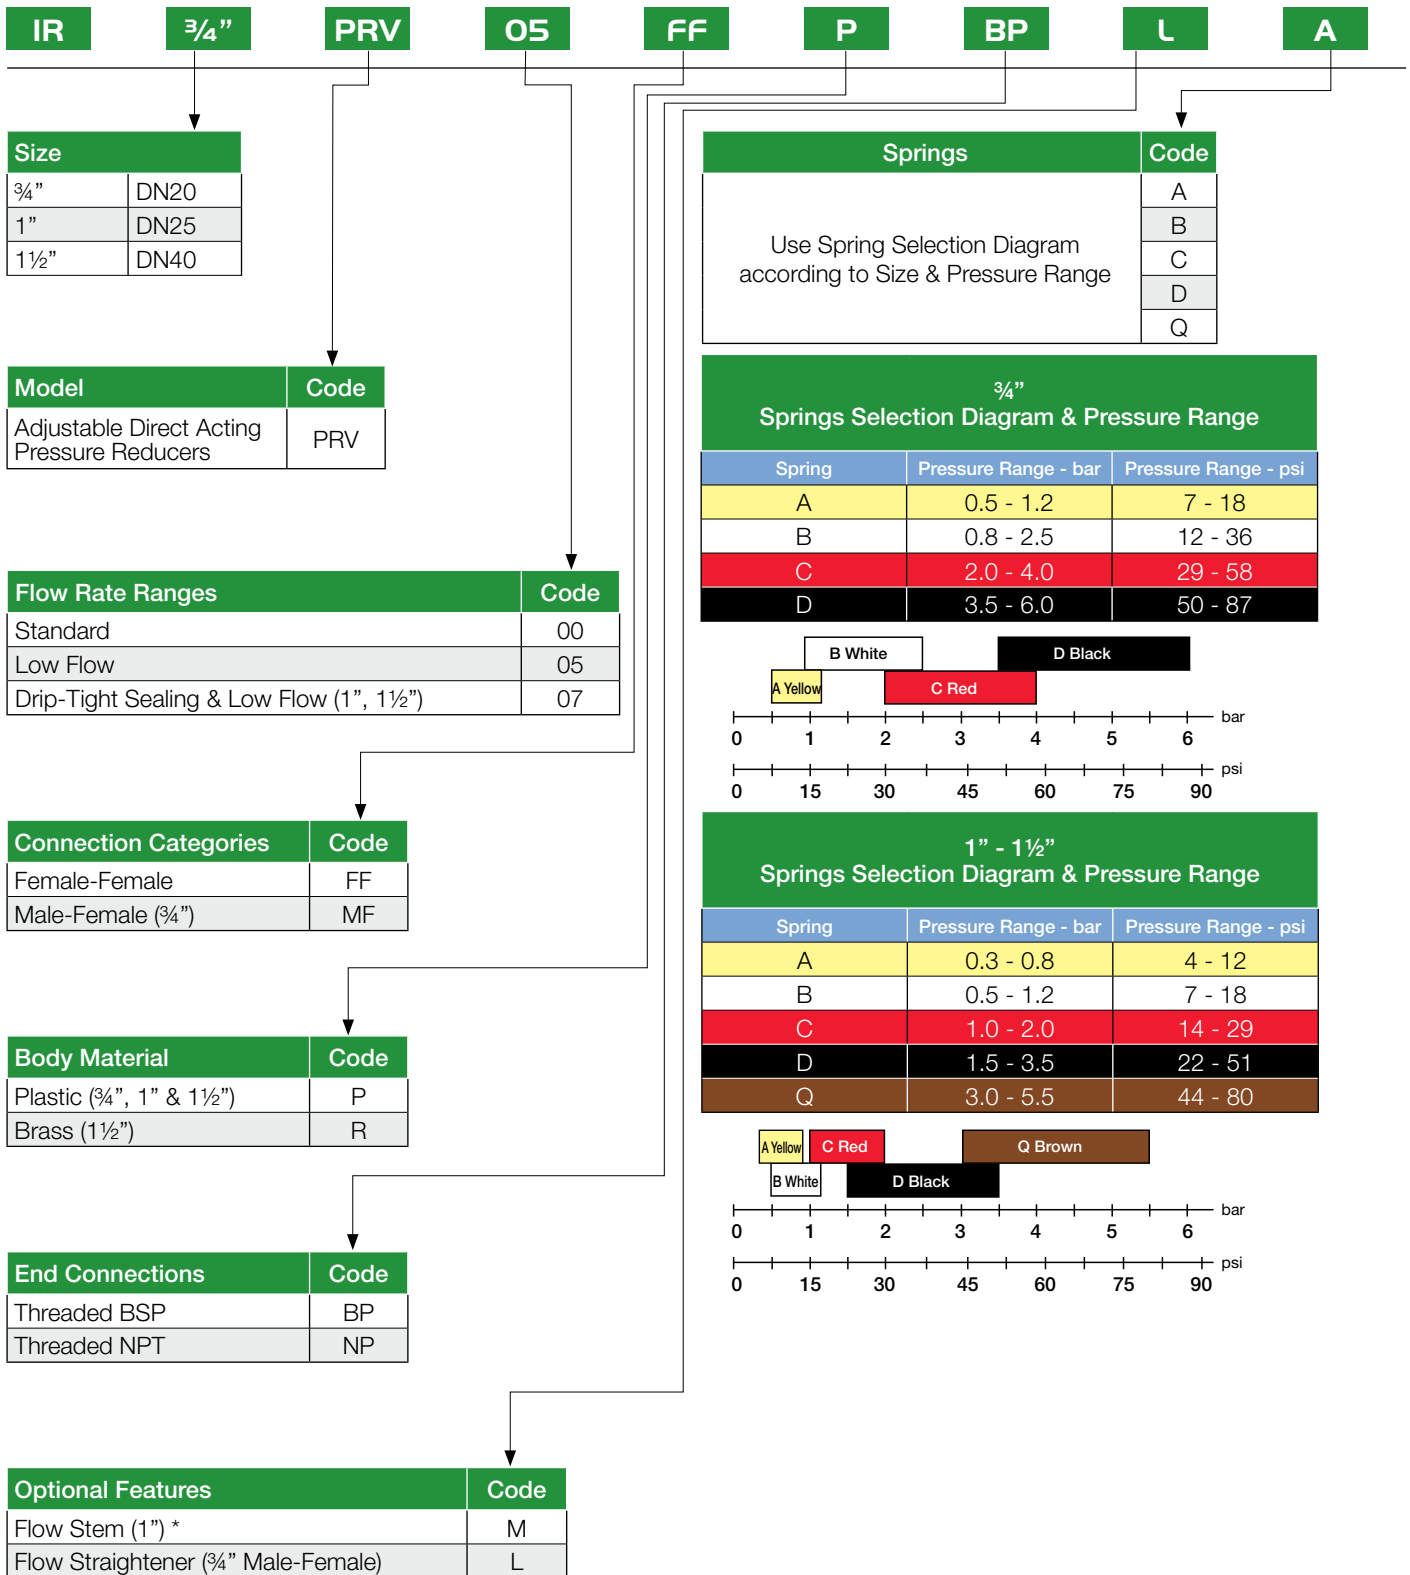 IR ¾” PRV 05 FF P BP L A
Size
¾” DN20
1” DN25
1½” DN40
Model Code
Adjustable Direct Acting
Pressure Reducers
PRV
Flow Rate Ranges Code
Standard 00
Low Flow 05
Drip-Tight Sealing & Low Flow (1”, 1½”) 07
Connection Categories Code
Female-Female FF
Male-Female (¾”) MF
Body Material Code
Plastic (¾”, 1” & 1½”) P
Brass (1½”) R
End Connections Code
Threaded BSP BP
Threaded NPT NP
Optional Features Code
Flow Stem (1”) * M
Flow Straightener (¾” Male-Female) L
Springs Code
Use Spring Selection Diagram
according to Size & Pressure Range
A
B
C
D
Q
¾”
Springs Selection Diagram & Pressure Range
Spring Pressure Range - bar Pressure Range - psi
A 0.5 - 1.2 7 - 18
B 0.8 - 2.5 12 - 36
C 2.0 - 4.0 29 - 58
D 3.5 - 6.0 50 - 87
B White D Black
A Yellow C Red
bar
0 1 2 3 4 5 6
psi
0 15 30 45 60 75 90
1” - 1½”
Springs Selection Diagram & Pressure Range
Spring Pressure Range - bar Pressure Range - psi
A 0.3 - 0.8 4 - 12
B 0.5 - 1.2 7 - 18
C 1.0 - 2.0 14 - 29
D 1.5 - 3.5 22 - 51
Q 3.0 - 5.5 44 - 80
A Yellow C Red Q Brown
B White D Black
bar
0 1 2 3 4 5 6
psi
0 15 30 45 60 75 90